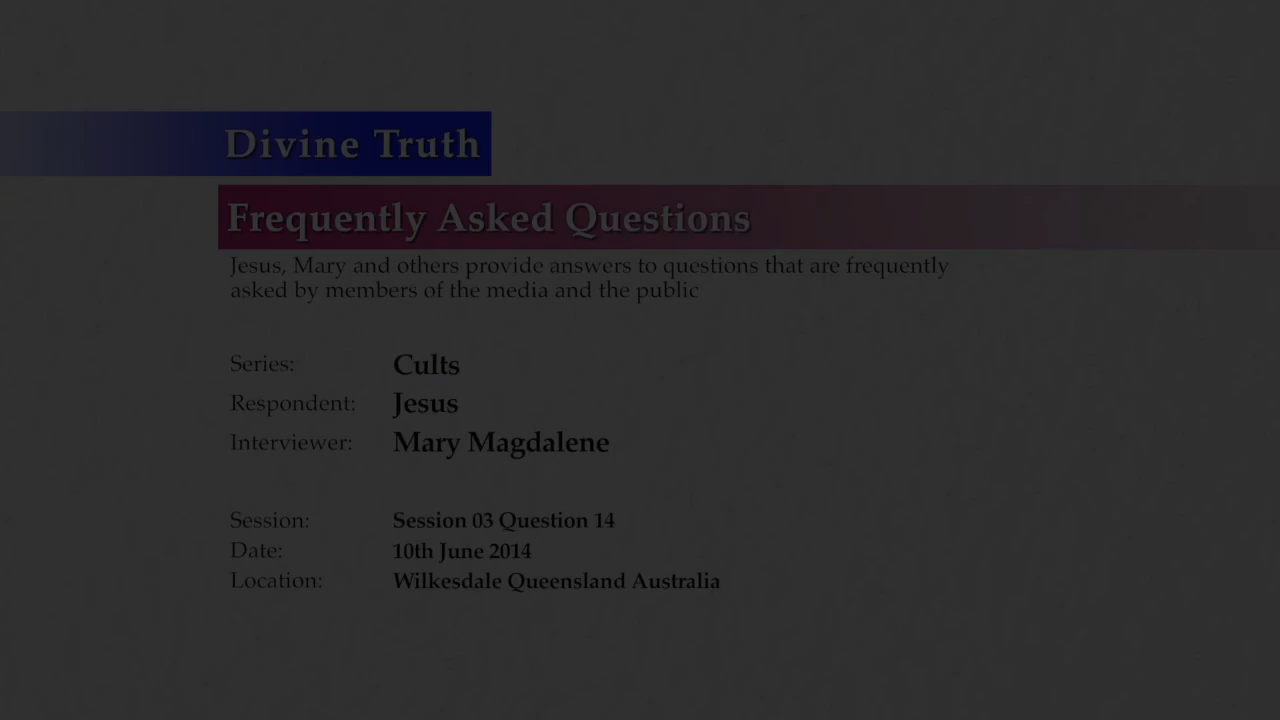 Divine Truth
Frequently Asked Questions
Jesus, Mary and others provide answers to questions that are frequently
asked by members of the media and the public
Series: Cults
Respondent: Jesus
Interviewer: Mary Magdalene
Session: Session 03 Question 14
Date: 10th June 2014
Location: Wilkesdale Queensland Australia